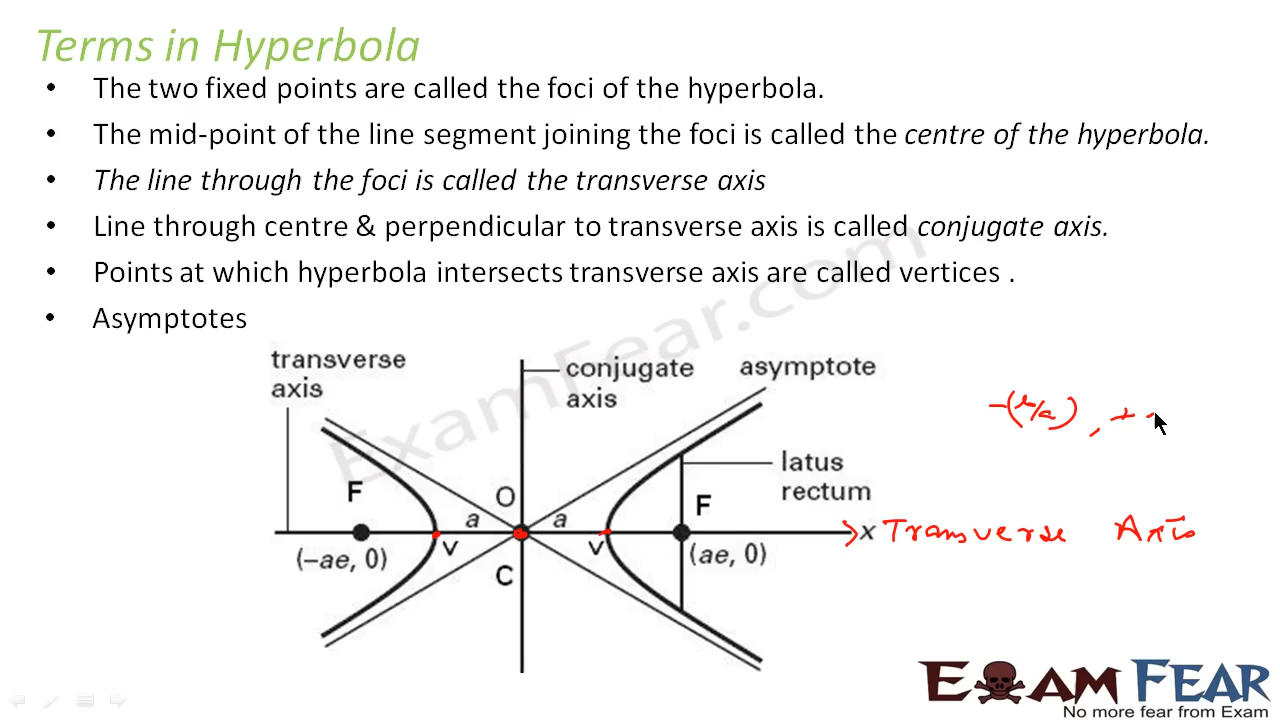 Terms in Hyperbola
• The two fixed points are called the foci of the hyperbola.
• The mid-point of the line segment joining the foci is called the centre of the hyperbola.
• The line through the foci is called the transverse axis
• Line through centre & perpendicular to transverse axis is called conjugate axis.
• Points at which hyperbola intersects transverse axis are called vertices .
• Asymptotes
ExamFear.com
transverse
axis
conjugate
axis
asymptote
latus
rectum
F
O
F
a
a
V
V
C
x
(–ae, 0)
(ae, 0)
-(b/a) , +
Transverse Axis
EXAM FEAR
No more fear from Exam